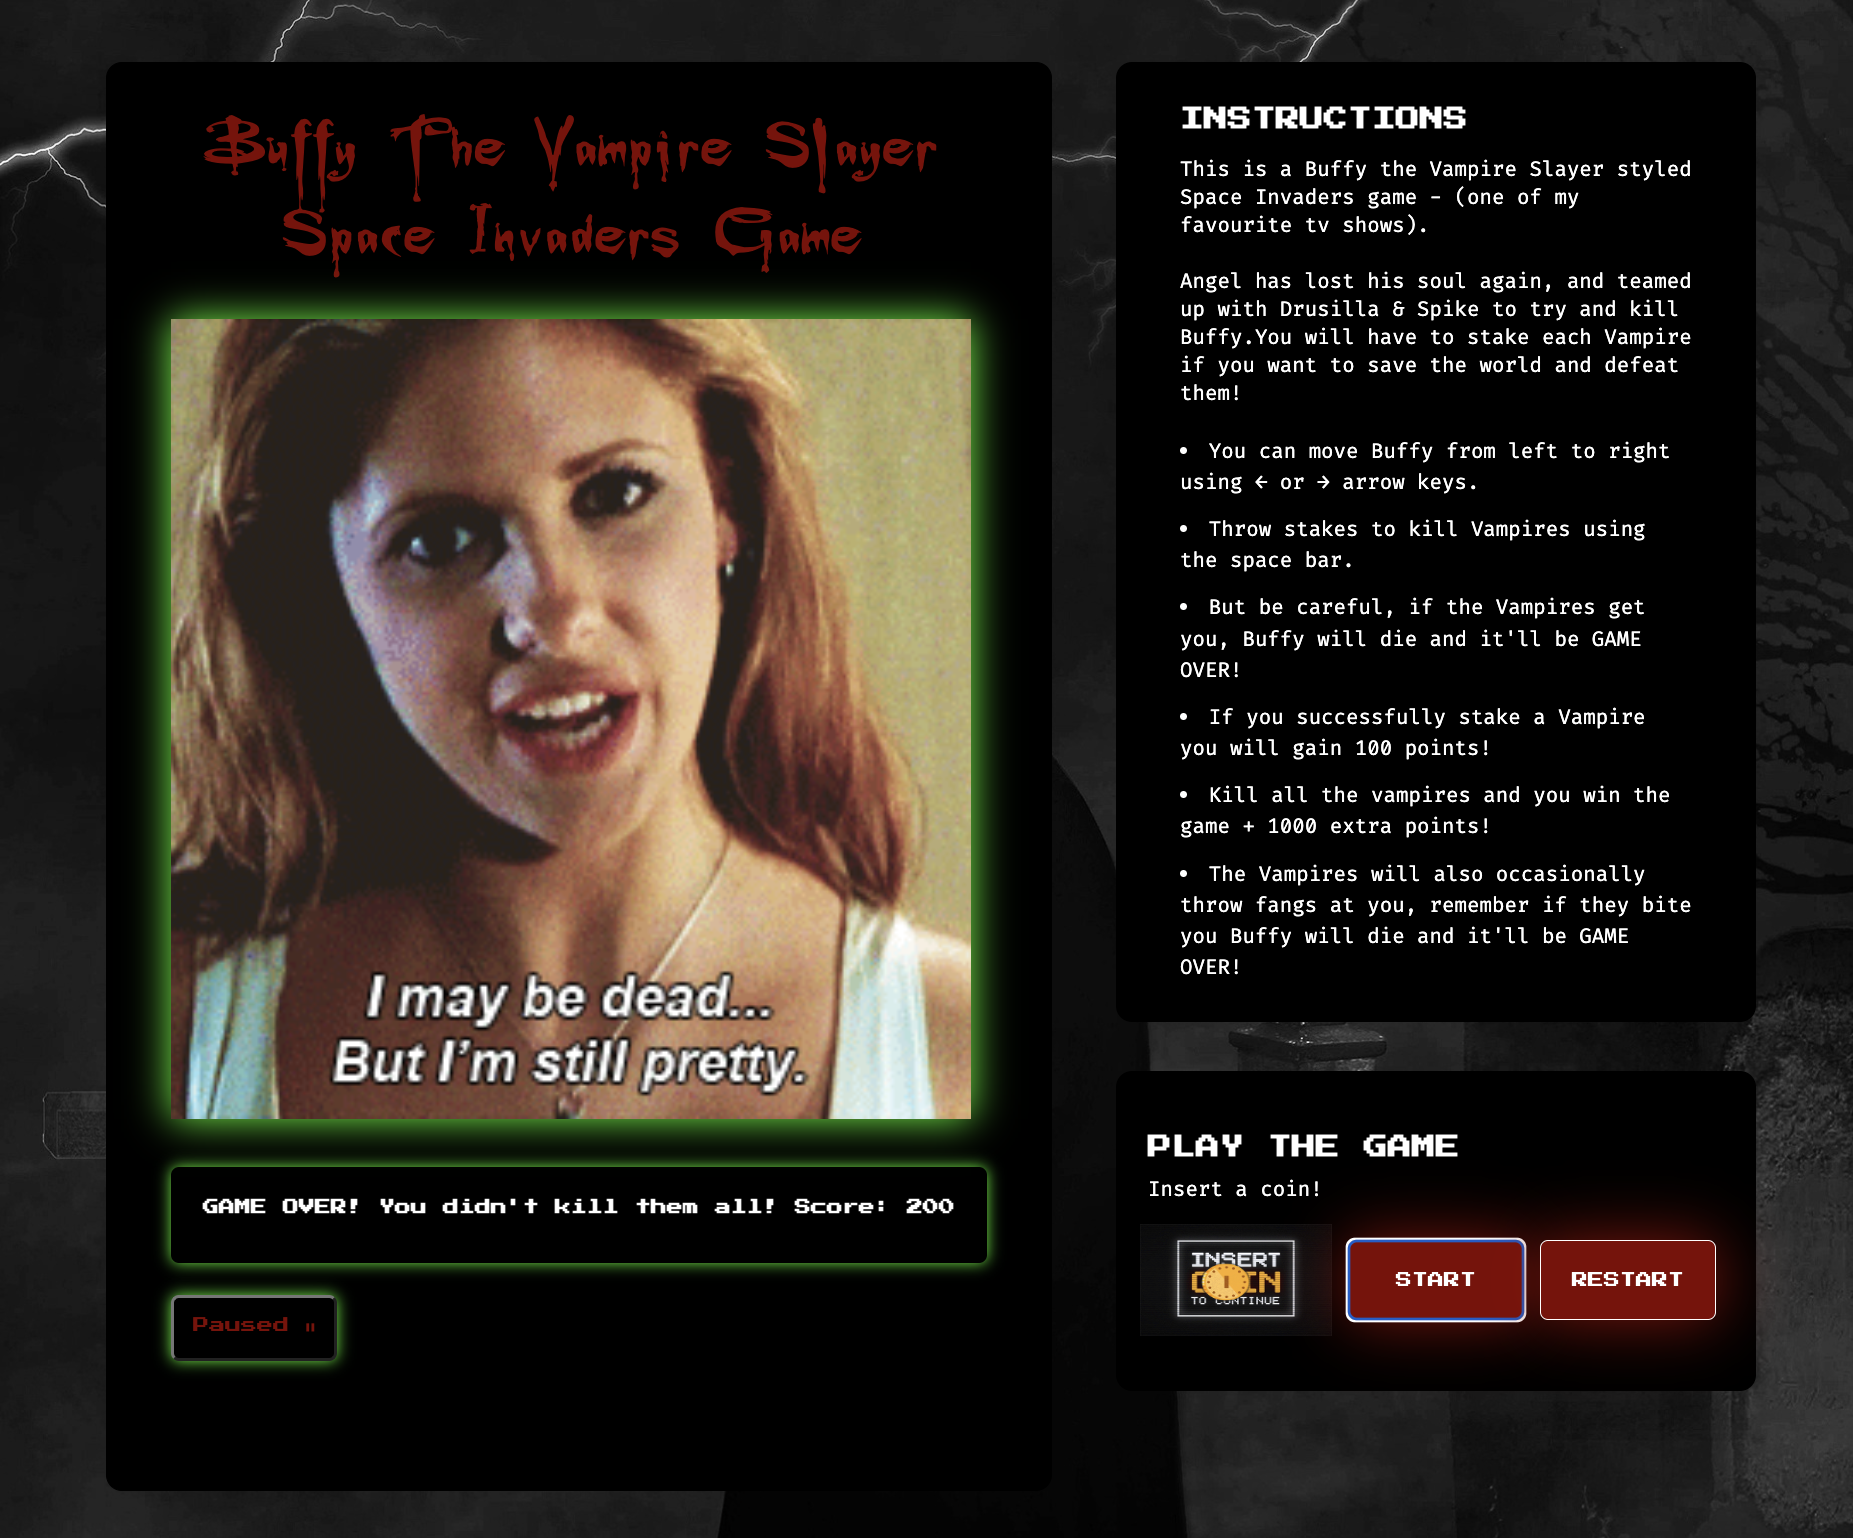 Buffy The Vampire Slayer
Space Invaders Game
I may be dead...
But I'm still pretty.
GAME OVER! You didn't kill them all! Score: 200
Paused ⏸
INSTRUCTIONS
This is a Buffy the Vampire Slayer styled
Space Invaders game - (one of my
favourite tv shows).
Angel has lost his soul again, and teamed
up with Drusilla & Spike to try and kill
Buffy.You will have to stake each Vampire
if you want to save the world and defeat
them!
• You can move Buffy from left to right
using ← or → arrow keys.
• Throw stakes to kill Vampires using
the space bar.
• But be careful, if the Vampires get
you, Buffy will die and it'll be GAME
OVER!
• If you successfully stake a Vampire
you will gain 100 points!
• Kill all the vampires and you win the
game + 1000 extra points!
• The Vampires will also occasionally
throw fangs at you, remember if they bite
you Buffy will die and it'll be GAME
OVER!
PLAY THE GAME
Insert a coin!
INSERT
COIN
TO CONTINUE
START
RESTART